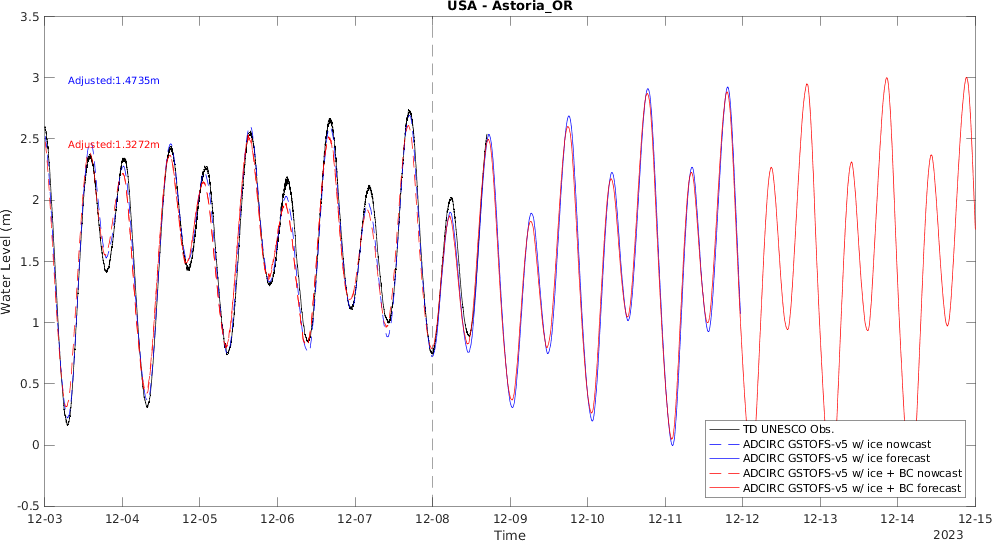 USA - Astoria_OR
3.5
3
2.5
2
1.5
1
0.5
0
-0.5
Water Level (m)
Adjusted:1.4735m
Adjusted:1.3272m
TD UNESCO Obs.
ADCIRC GSTOFS-v5 w/ ice nowcast
ADCIRC GSTOFS-v5 w/ ice forecast
ADCIRC GSTOFS-v5 w/ ice + BC nowcast
ADCIRC GSTOFS-v5 w/ ice + BC forecast
12-03 12-04 12-05 12-06 12-07 12-08 12-09 12-10 12-11 12-12 12-13 12-14 12-15
Time
2023